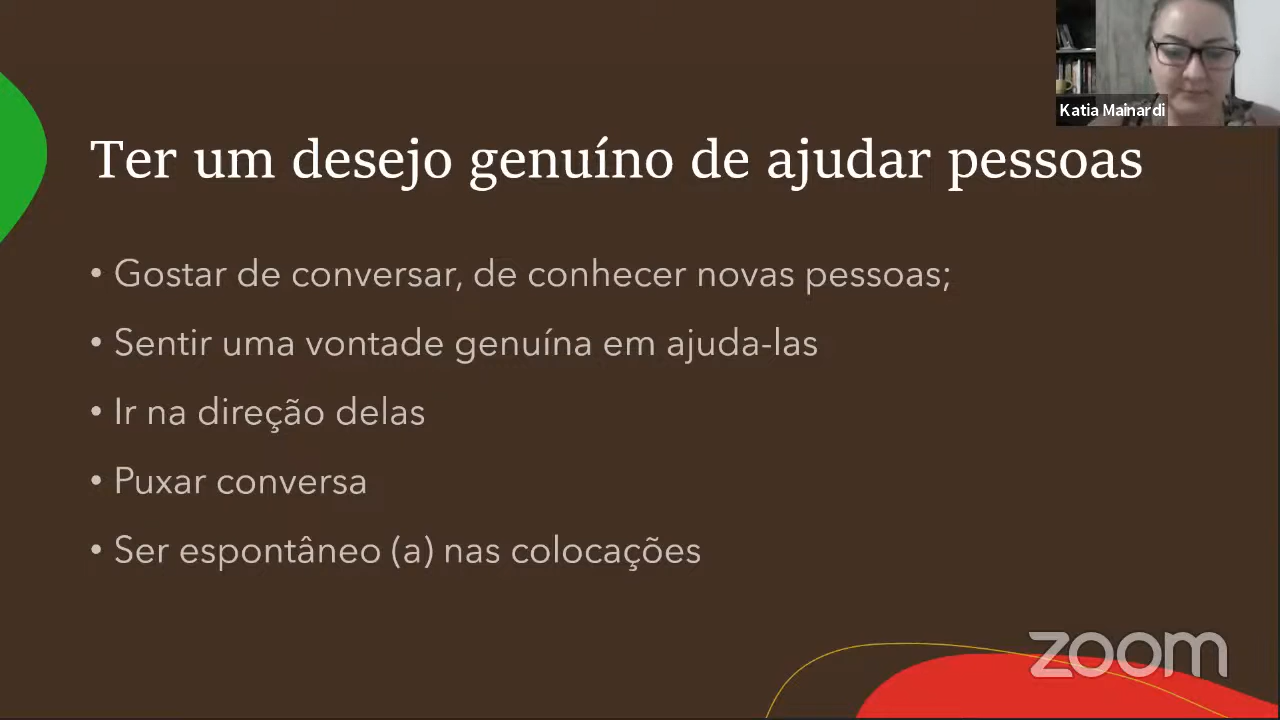 Katia Mainardi
Ter um desejo genuíno de ajudar pessoas
• Gostar de conversar, de conhecer novas pessoas;
• Sentir uma vontade genuína em ajuda-las
• Ir na direção delas
• Puxar conversa
• Ser espontâneo (a) nas colocações
zoom